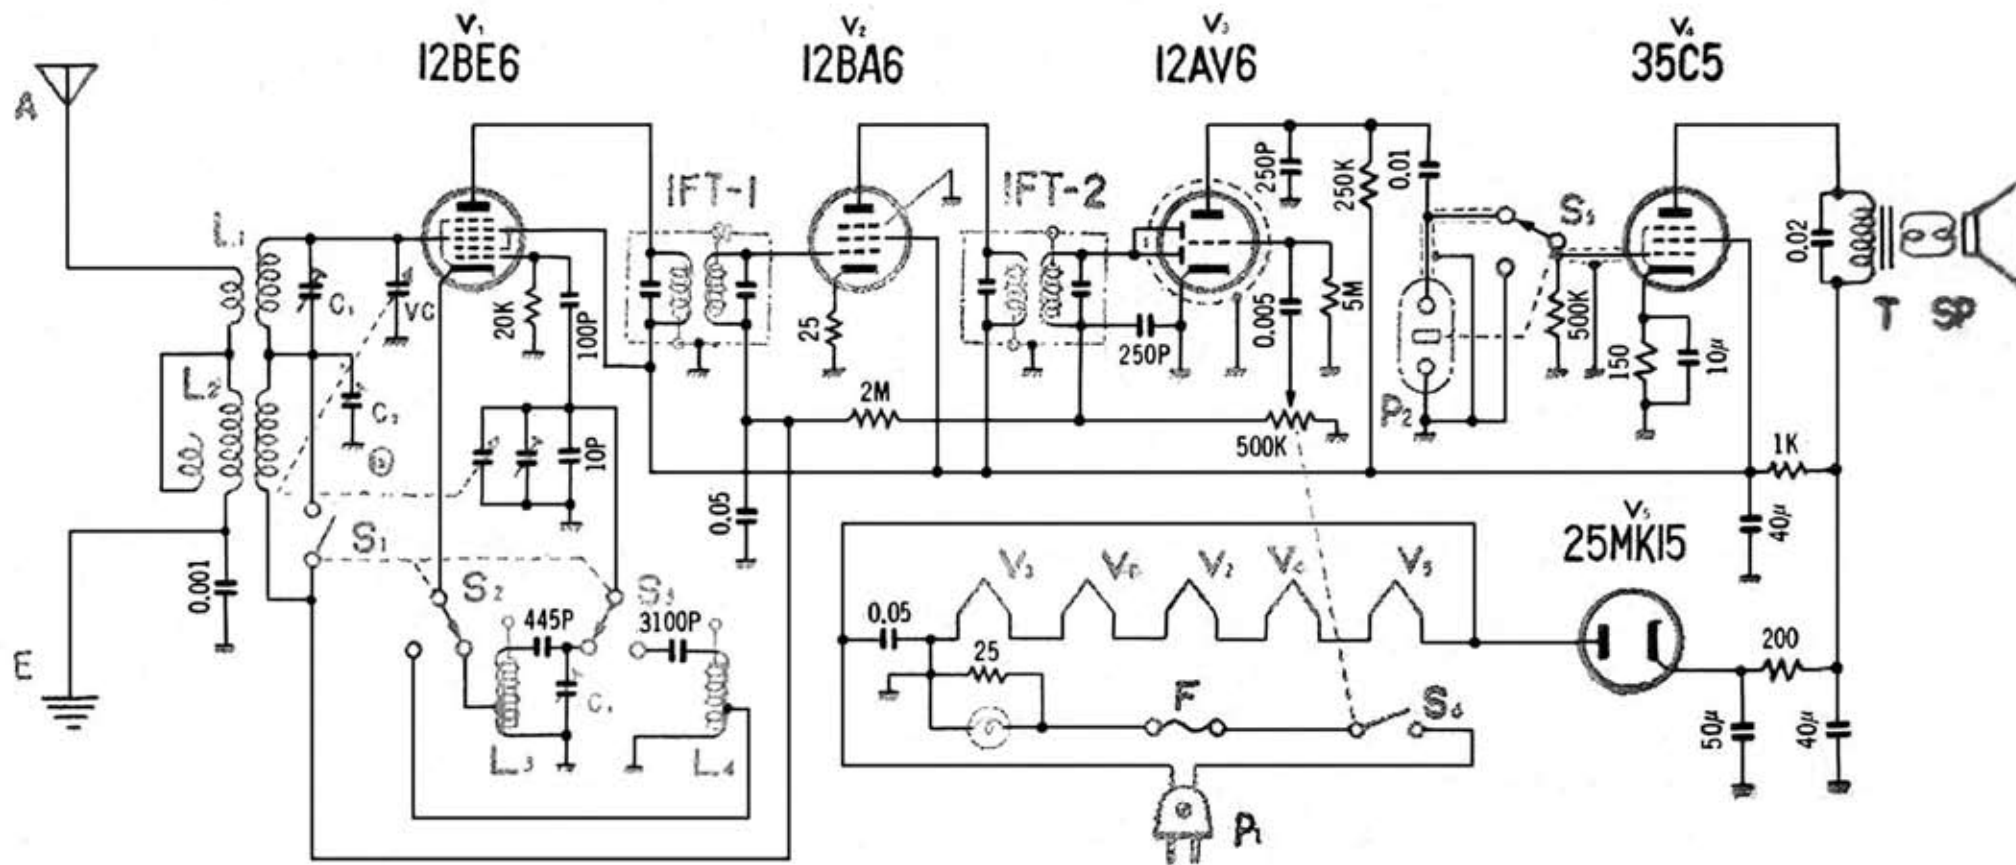 V₁
12BE6
V₂
12BA6
V₃
12AV6
V₄
35C5
A
L₁
C₁
VC
20K
100P
IFT-1
25
IFT-2
250P
250P
250K
0.005
5M
0.01
S₅
500K
150
10μ
0.02
T
SP
L₂
C₂
10P
2M
500K
P₂
1K
40μ
0.05
S₁
V₅
25MK15
E
0.001
S₂
445P
S₃
3100P
C₁
L₃
L₄
0.05
V₃
V₂
V₄
V₅
25
F
S₄
200
50μ
40μ
P₁